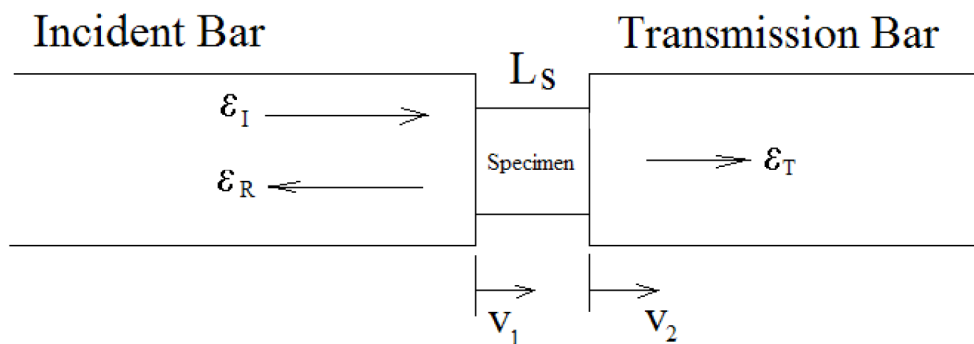 Incident Bar
Transmission Bar
L_S
ε_I
Specimen
ε_R
ε_T
v_1
v_2